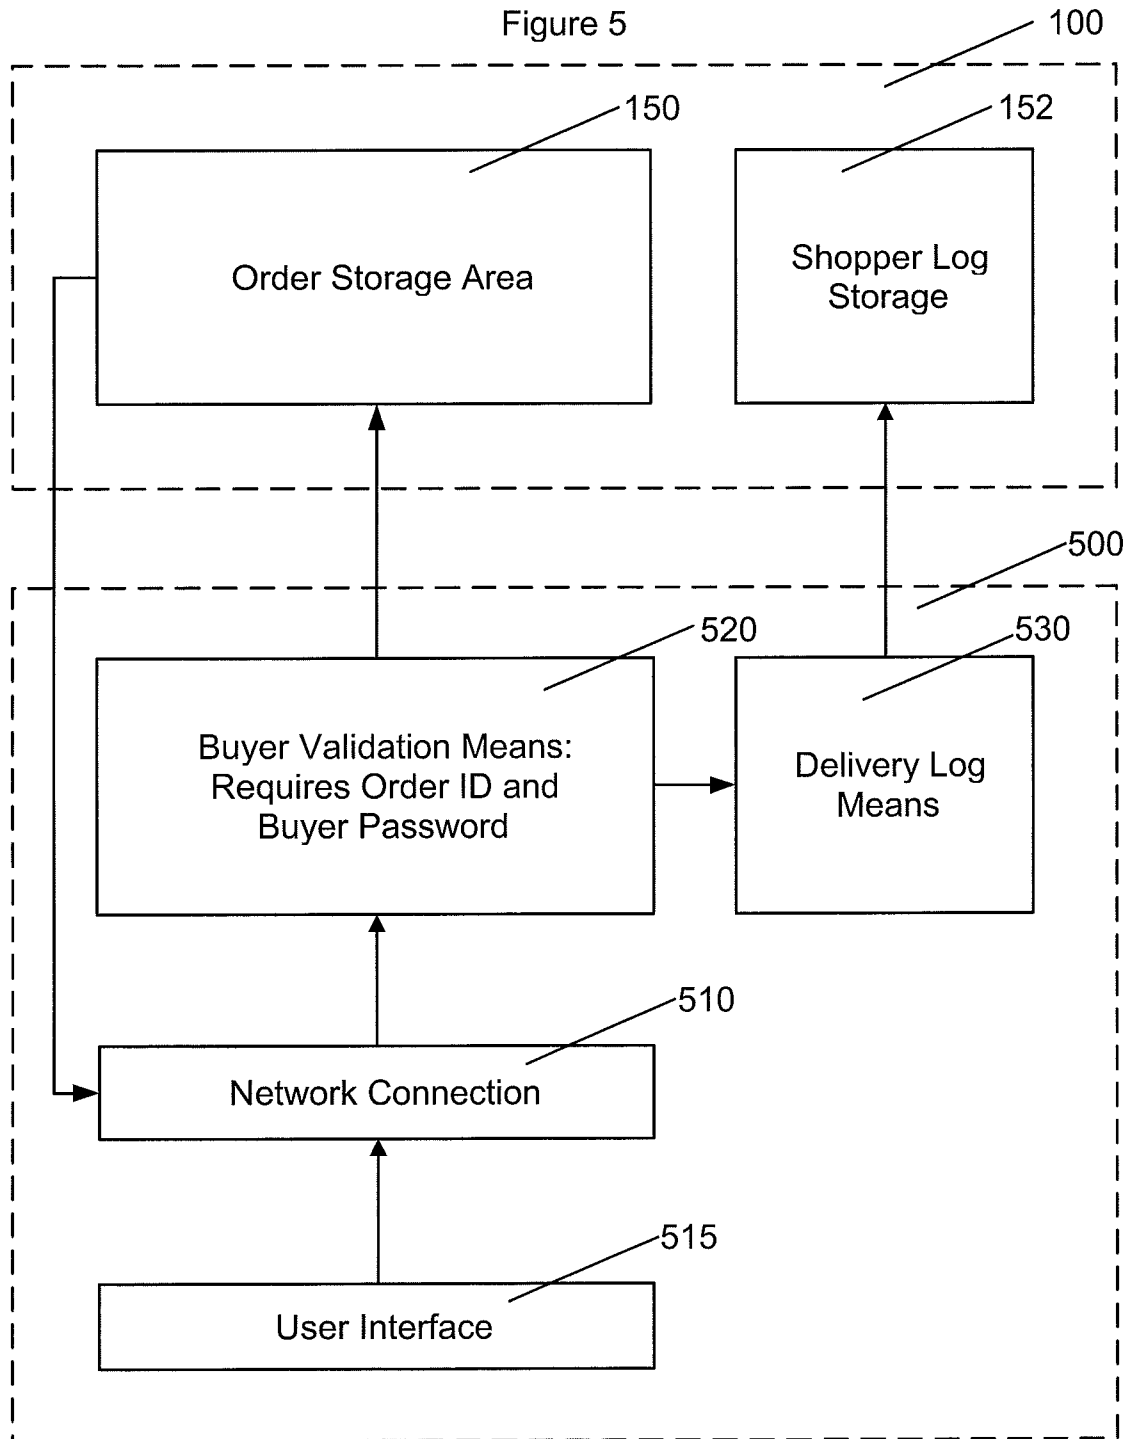 Figure 5
100
150
152
Order Storage Area
Shopper Log
Storage
500
520
530
Buyer Validation Means:
Requires Order ID and
Buyer Password
Delivery Log
Means
510
Network Connection
515
User Interface